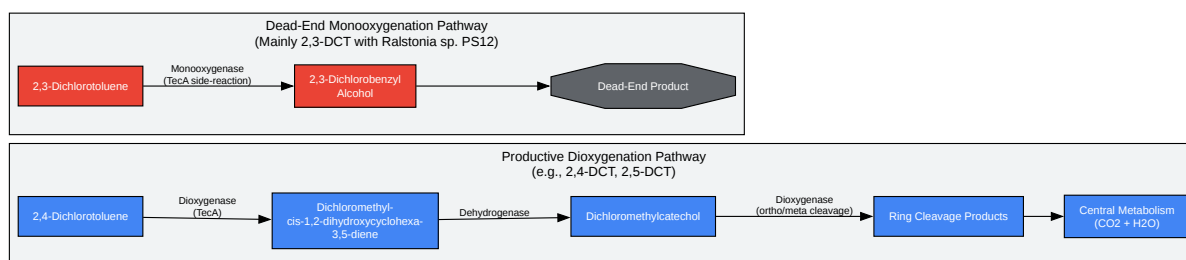 Dead-End Monooxygenation Pathway
(Mainly 2,3-DCT with Ralstonia sp. PS12)
2,3-Dichlorotoluene
Monooxygenase
(TecA side-reaction)
2,3-Dichlorobenzyl
Alcohol
Dead-End Product
Productive Dioxygenation Pathway
(e.g., 2,4-DCT, 2,5-DCT)
2,4-Dichlorotoluene
Dioxygenase
(TecA)
Dichloromethyl-
cis-1,2-dihydroxycyclohexa-
3,5-diene
Dehydrogenase
Dichloromethylcatechol
Dioxygenase
(ortho/meta cleavage)
Ring Cleavage Products
Central Metabolism
(CO2 + H2O)